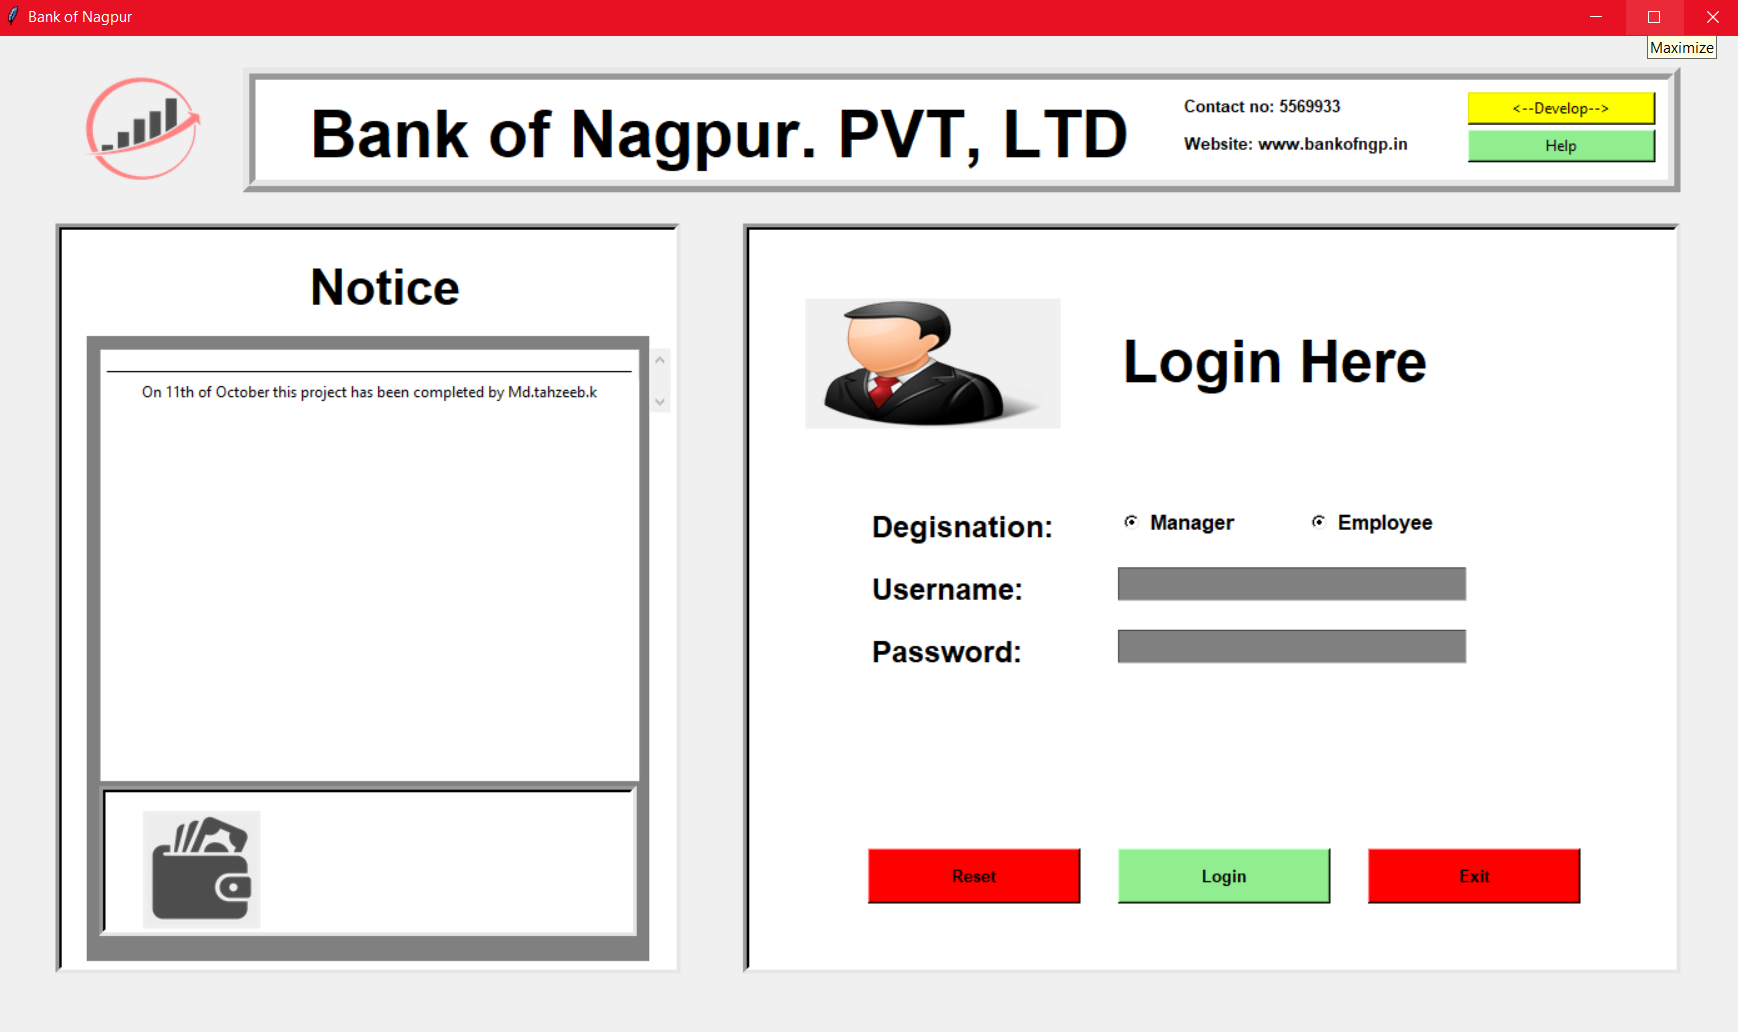 Bank of Nagpur
Maximize
Bank of Nagpur. PVT, LTD
Contact no: 5569933
Website: www.bankofngp.in
<--Develop-->
Help
Notice
On 11th of October this project has been completed by Md.tahzeeb.k
Login Here
Degisnation:
Manager
Employee
Username:
Password:
Reset
Login
Exit